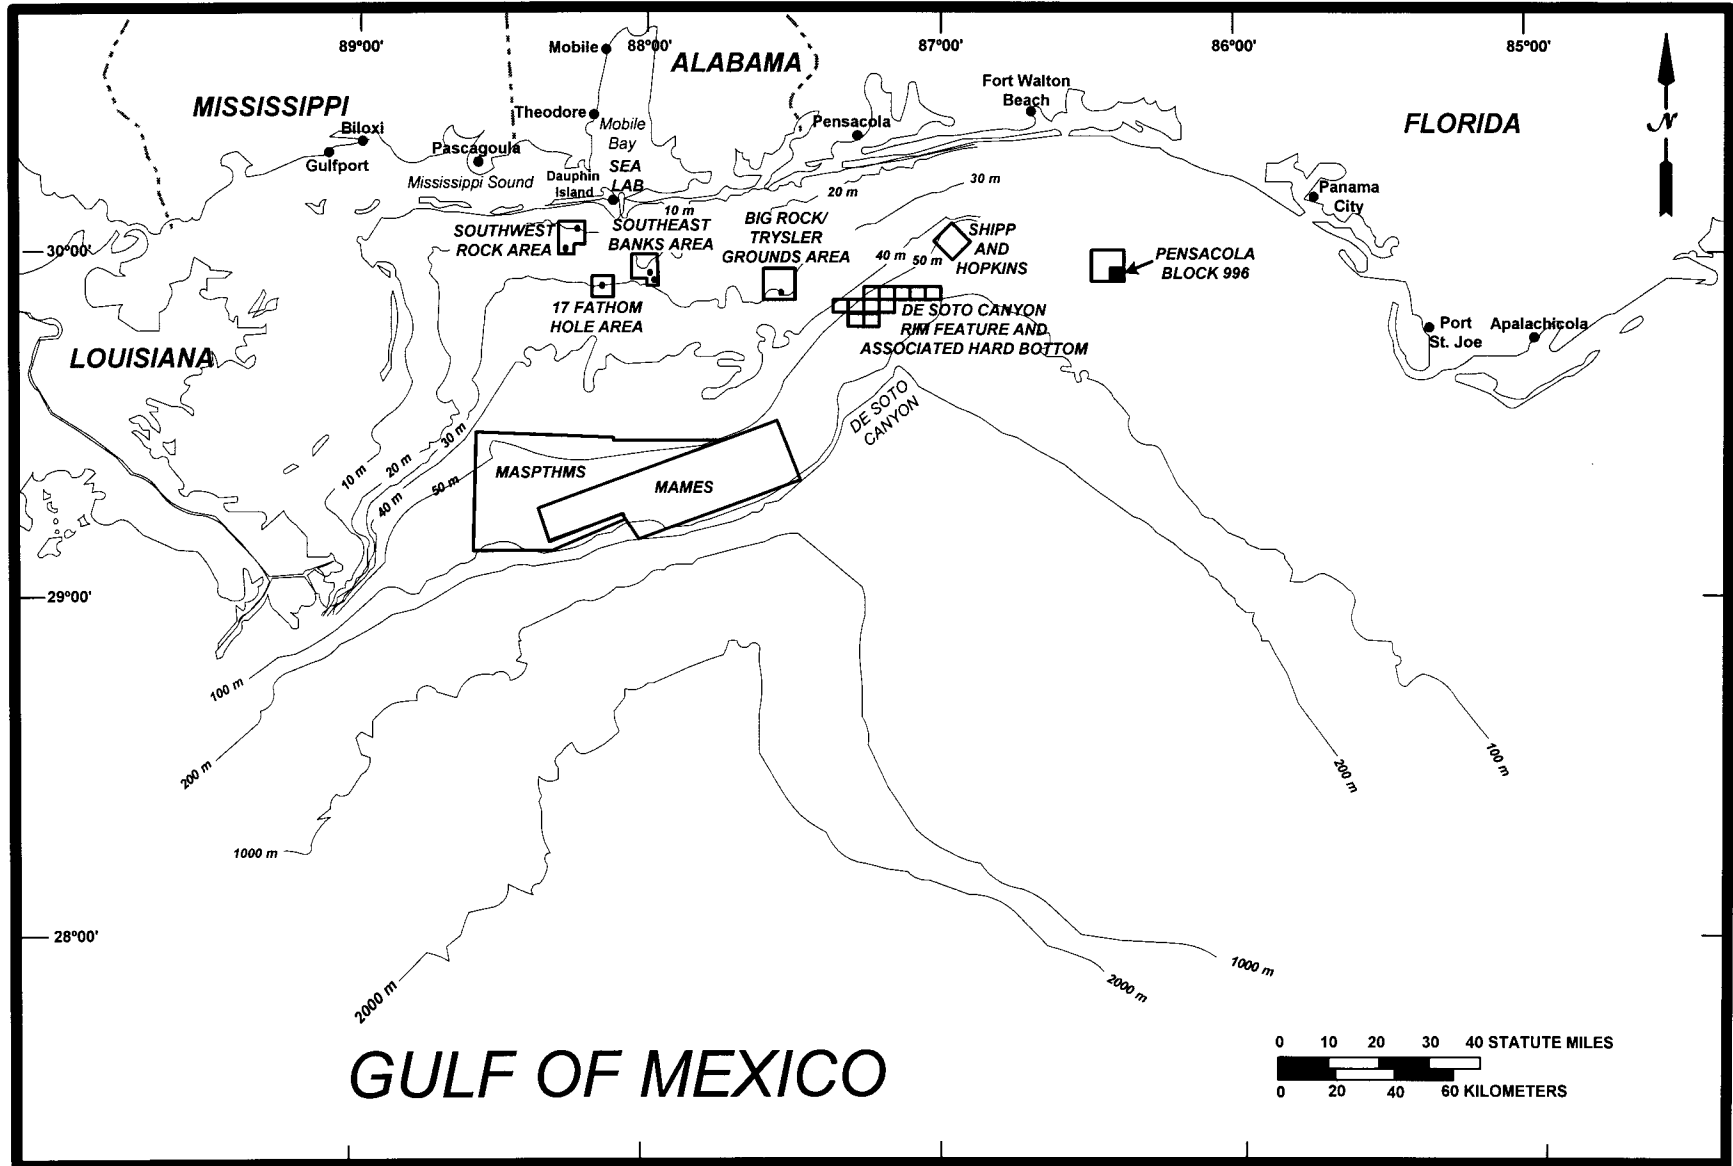 89°00'
88°00'
87°00'
86°00'
85°00'
Mobile
ALABAMA
MISSISSIPPI
Fort Walton
Beach
FLORIDA
N
Theodore
Mobile
Bay
Pensacola
Biloxi
Gulfport
Pascagoula
Mississippi Sound
Dauphin
Island
SEA
LAB
10 m
20 m
30 m
Panama
City
30°00'
SOUTHWEST
ROCK AREA
SOUTHEAST
BANKS AREA
BIG ROCK/
TRYSLER
GROUNDS AREA
40 m
50 m
SHIPP
AND
HOPKINS
PENSACOLA
BLOCK 996
17 FATHOM
HOLE AREA
DE SOTO CANYON
RIM FEATURE AND
ASSOCIATED HARD BOTTOM
Port
St. Joe
Apalachicola
LOUISIANA
DE SOTO
CANYON
10 m
20 m
30 m
40 m
50 m
MASPTHMS
MAMES
29°00'
100 m
200 m
1000 m
2000 m
200 m
100 m
28°00'
1000 m
2000 m
GULF OF MEXICO
0 10 20 30 40 STATUTE MILES
0 20 40 60 KILOMETERS